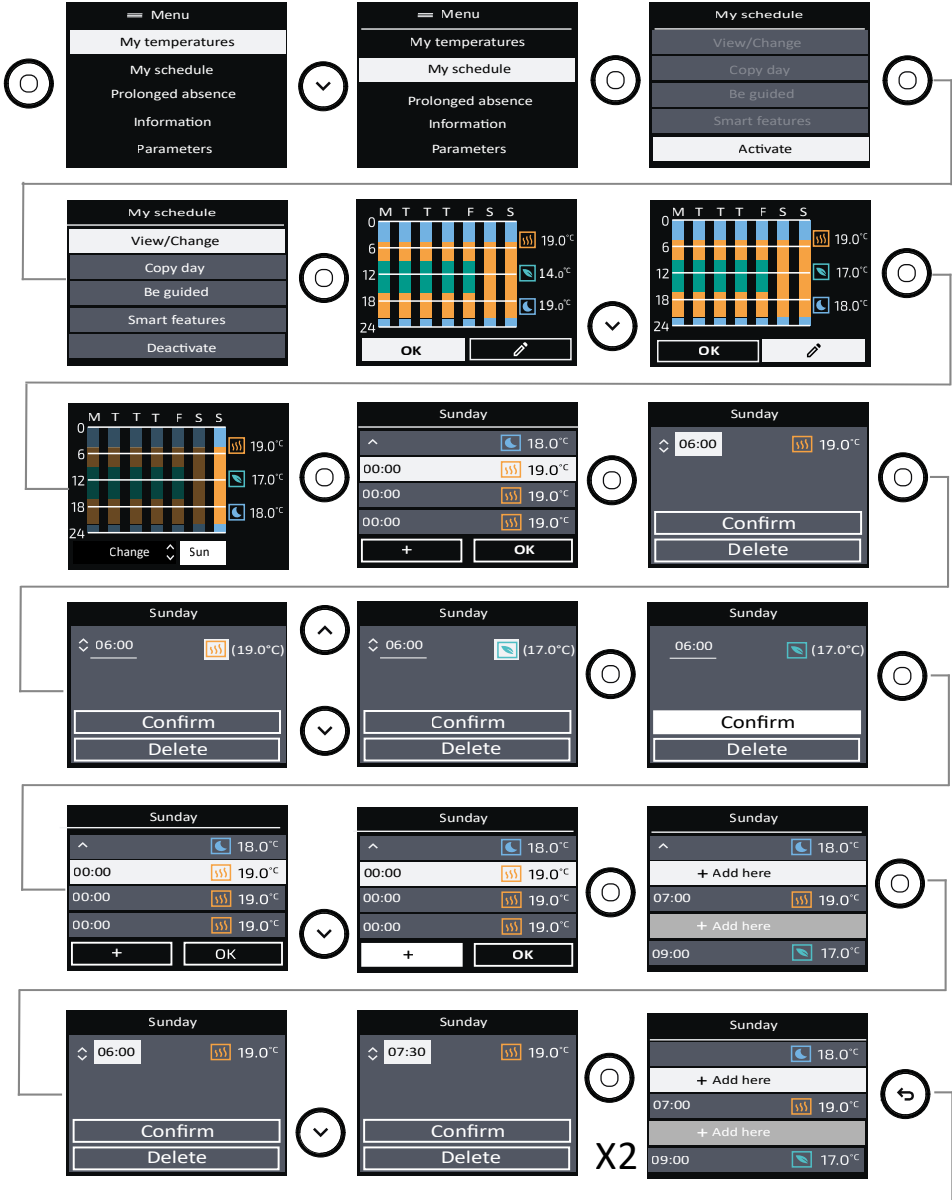 Menu
My temperatures
My schedule
Prolonged absence
Information
Parameters
Menu
My temperatures
My schedule
Prolonged absence
Information
Parameters
My schedule
View/Change
Copy day
Be guided
Smart features
Activate
My schedule
View/Change
Copy day
Be guided
Smart features
Deactivate
M T T T F S S
0
6 19.0°C
12 14.0°C
18 19.0°C
24
OK
M T T T F S S
0
6 19.0°C
12 17.0°C
18 18.0°C
24
OK
M T T T F S S
0
6 19.0°C
12 17.0°C
18 18.0°C
24
Change Sun
Sunday
18.0°C
00:00 19.0°C
00:00 19.0°C
00:00 19.0°C
+ OK
Sunday
06:00 19.0°C
Confirm
Delete
Sunday
06:00 (19.0°C)
Confirm
Delete
Sunday
06:00 (17.0°C)
Confirm
Delete
Sunday
06:00 (17.0°C)
Confirm
Delete
Sunday
18.0°C
00:00 19.0°C
00:00 19.0°C
00:00 19.0°C
+ OK
Sunday
18.0°C
00:00 19.0°C
00:00 19.0°C
00:00 19.0°C
+ OK
Sunday
18.0°C
+ Add here
07:00 19.0°C
+ Add here
09:00 17.0°C
Sunday
06:00 19.0°C
Confirm
Delete
Sunday
07:30 19.0°C
Confirm
Delete
X2
Sunday
18.0°C
+ Add here
07:00 19.0°C
+ Add here
09:00 17.0°C